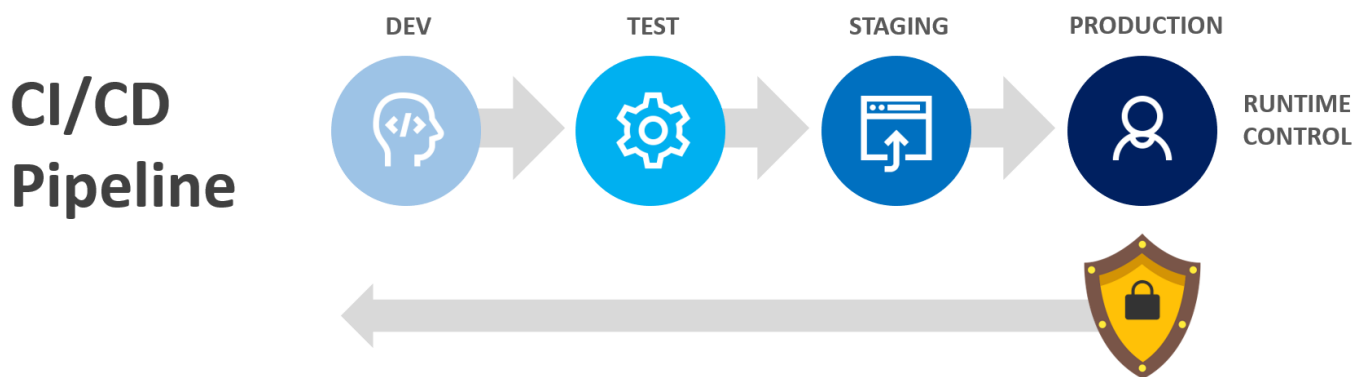 DEV
TEST
STAGING
PRODUCTION
CI/CD
Pipeline
</>
RUNTIME
CONTROL